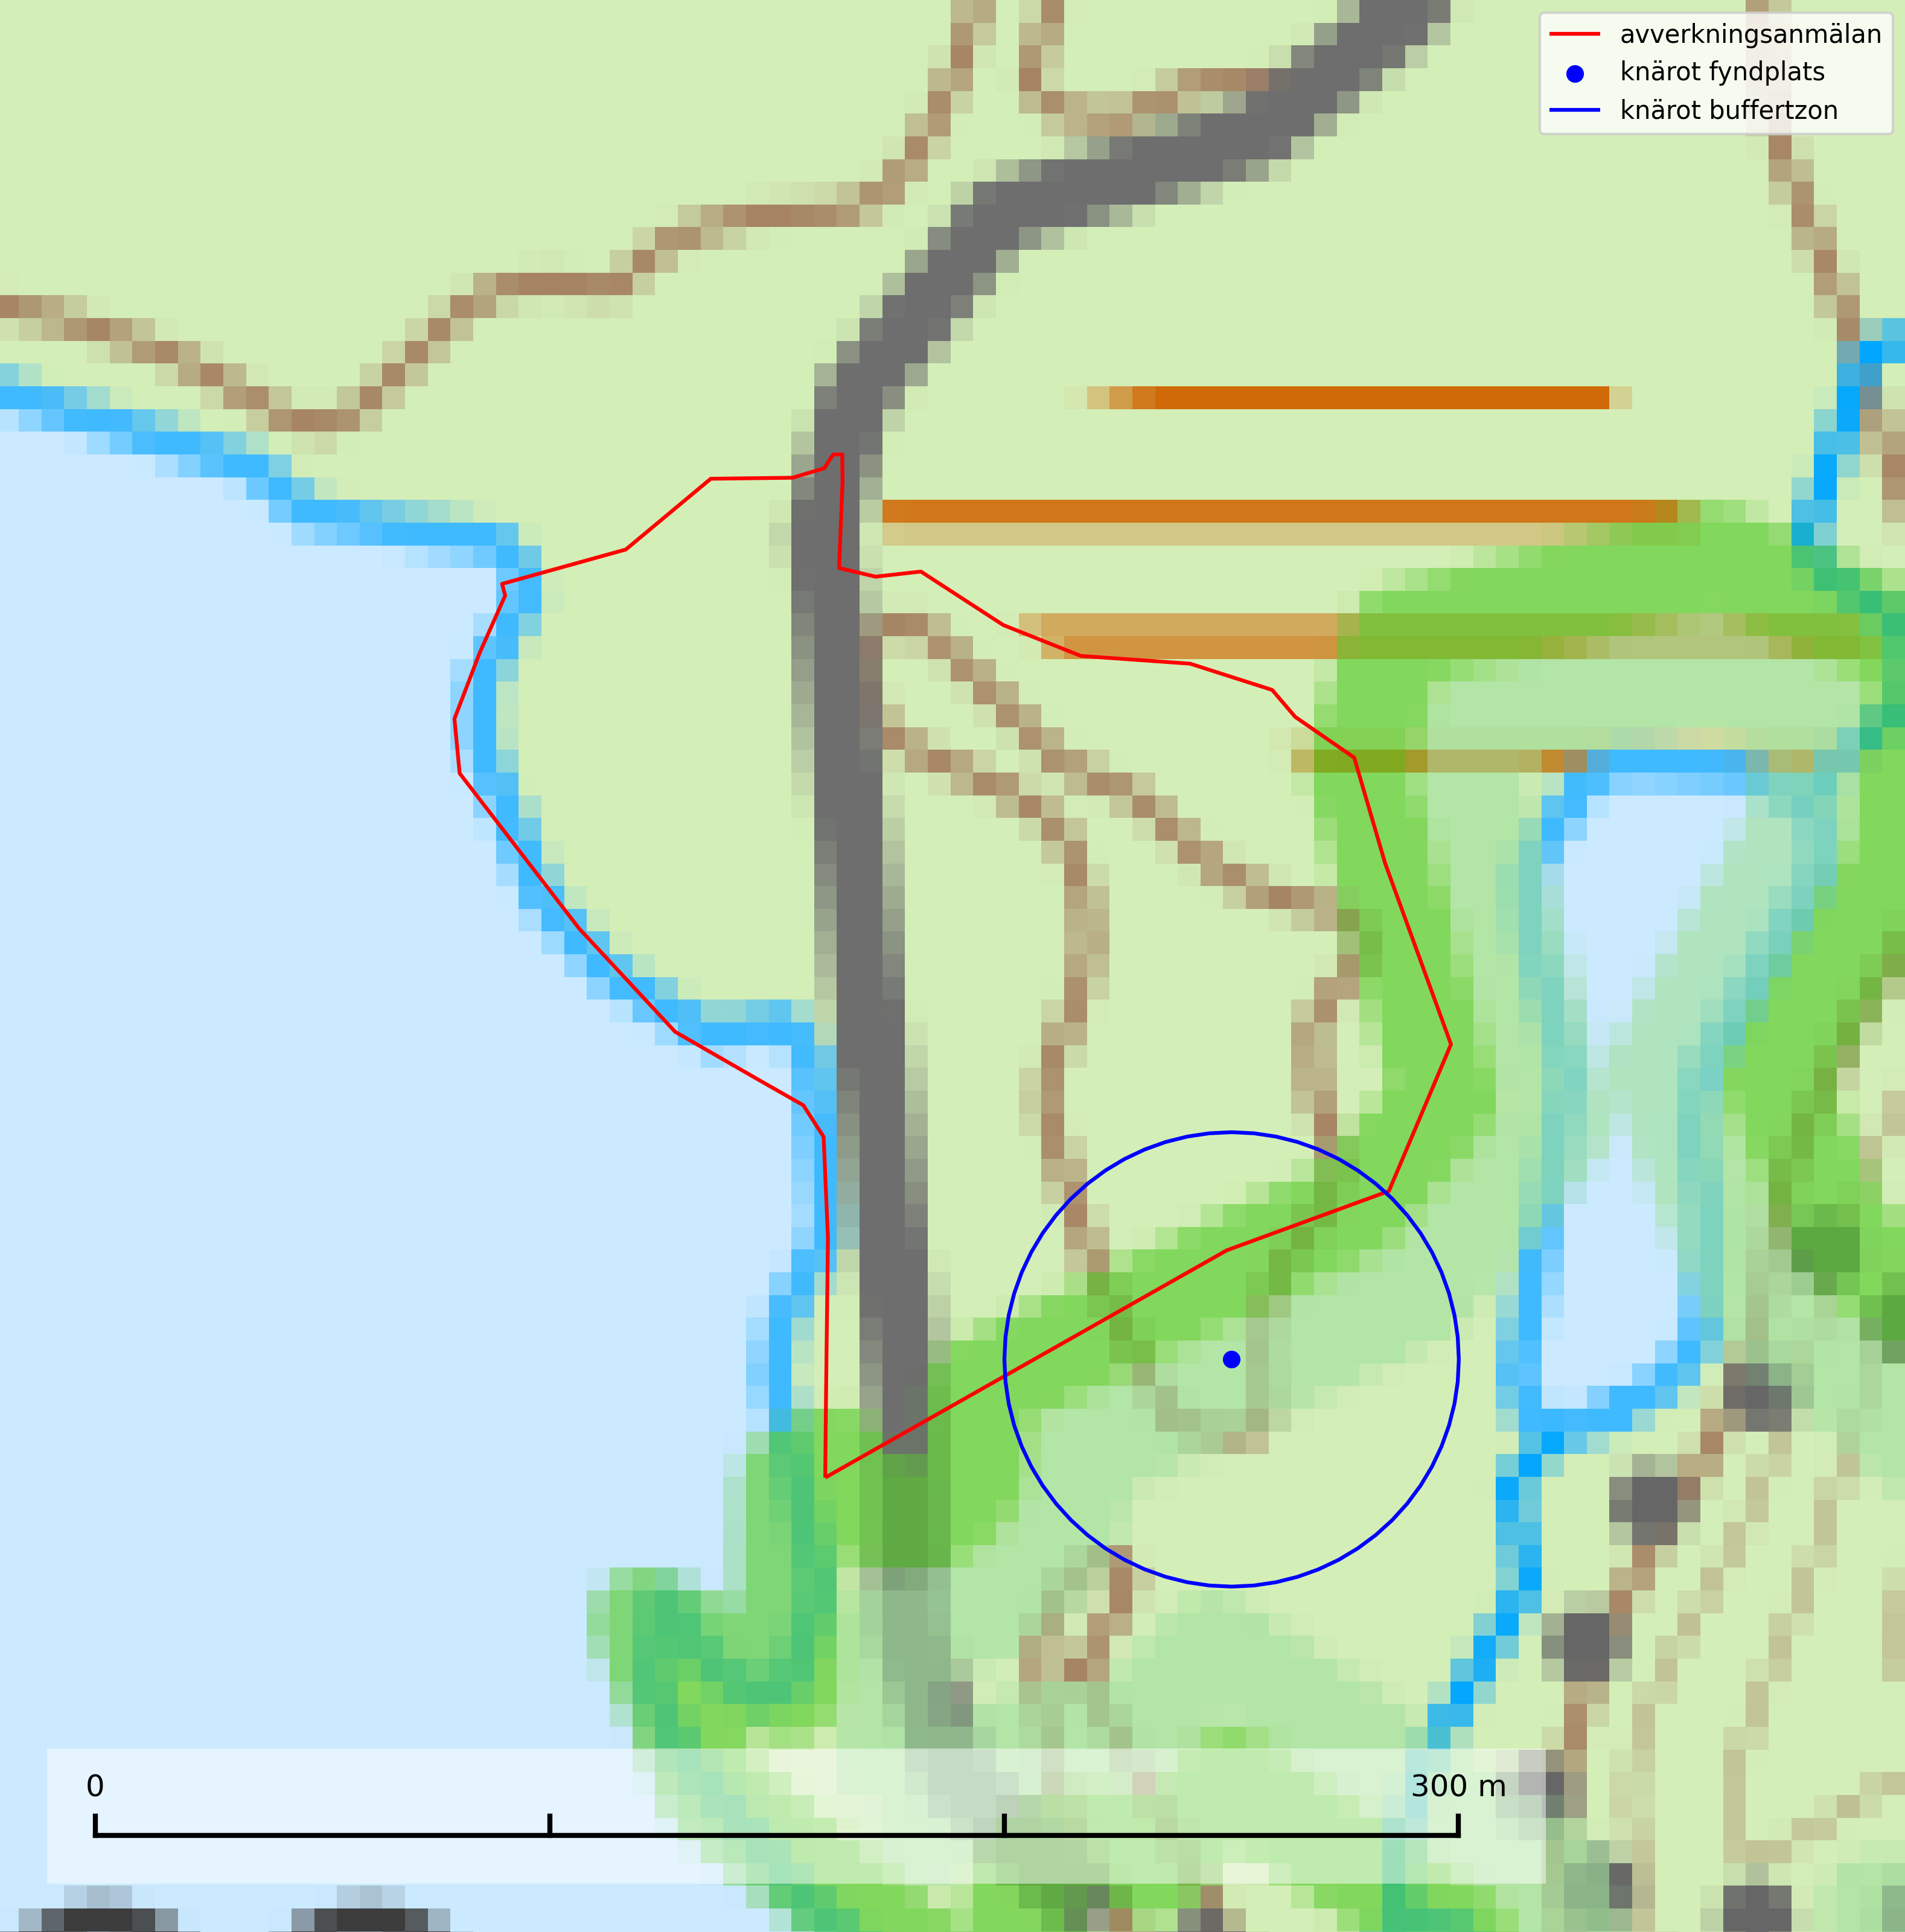 avverkningsanmälan
knärot fyndplats
knärot buffertzon
0 300 m